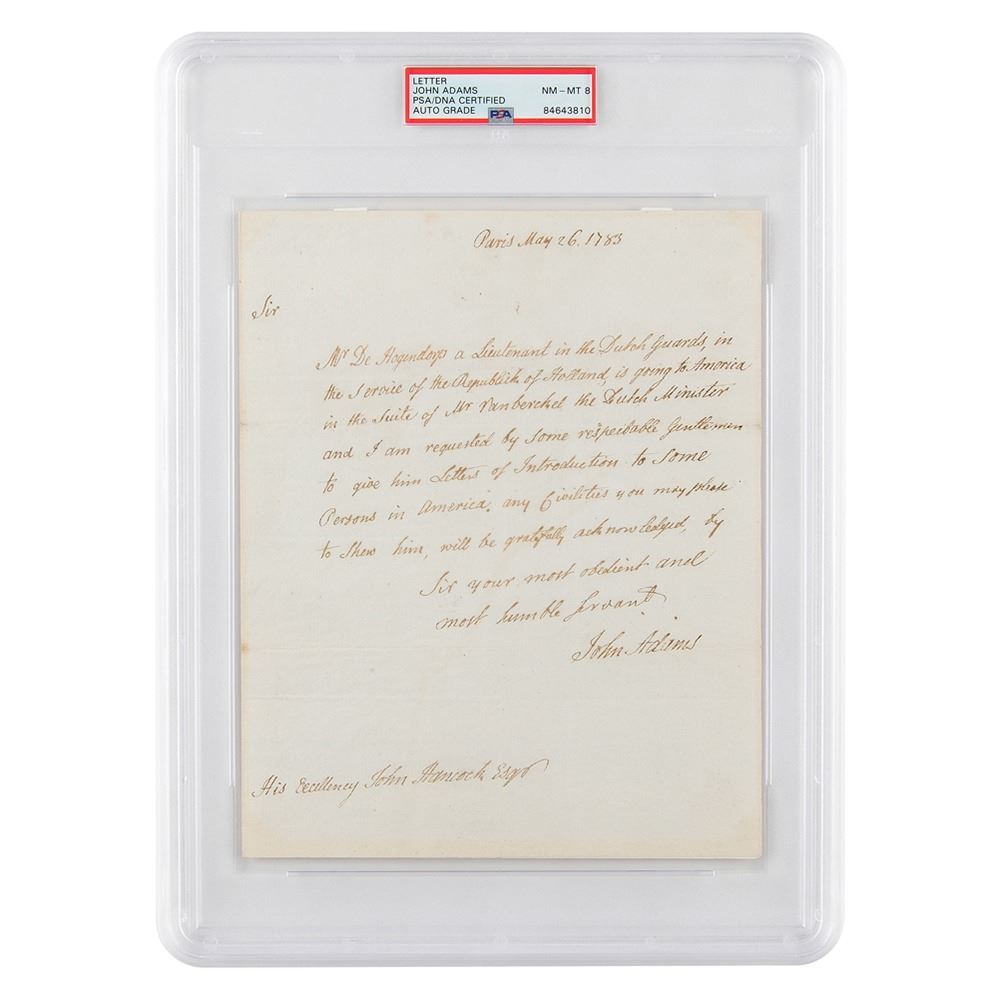 LETTER
JOHN ADAMS NM – MT 8
PSA/DNA CERTIFIED
AUTO GRADE PSA 84643810
Paris May 26. 1783
Sir
Mr De Hogendorp a Lieutenant in the Dutch Guards, in
the Service of the Republick of Holland, is going to America
in the Suite of Mr Vanberckel the Dutch Minister
and I am requested by some respectable Gentlemen
to give him Letters of Introduction to some
Persons in America. any Civilities you may please
to Shew him, will be gratefully acknowledged, by
Sir your most obedient and
most humble Servant
John Adams
His Excellency John Hancock Esqr